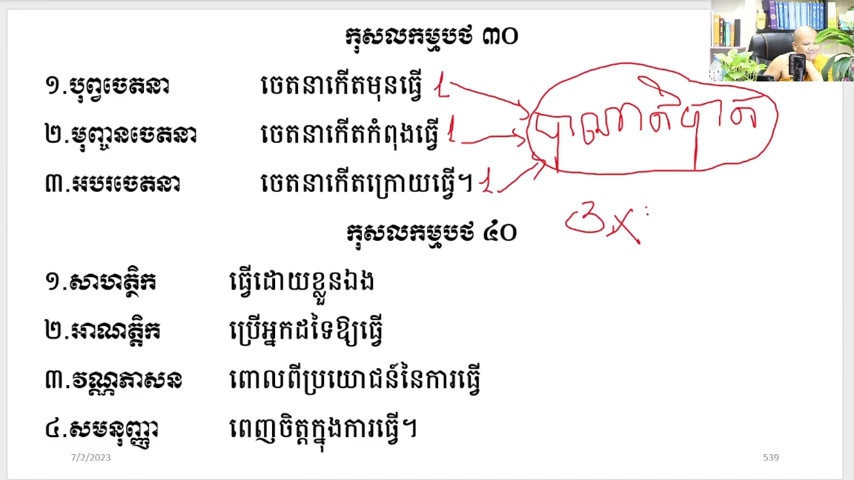 កុសលកម្មបថ ៣០
១.បុព្វចេតនា ចេតនាកើតមុនធ្វើ 1
២.មុញ្ចនចេតនា ចេតនាកើតកំពុងធ្វើ 1
៣.អបរចេតនា ចេតនាកើតក្រោយធ្វើ។ 1
បាណាតិបាត
៣x
កុសលកម្មបថ ៤០
១.សាហត្ថិក ធ្វើដោយខ្លួនឯង
២.អាណត្តិក ប្រើអ្នកដទៃឱ្យធ្វើ
៣.វណ្ណភាសន ពោលពីប្រយោជន៍នៃការធ្វើ
៤.សមនុញ្ញា ពេញចិត្តក្នុងការធ្វើ។
7/2/2023 539